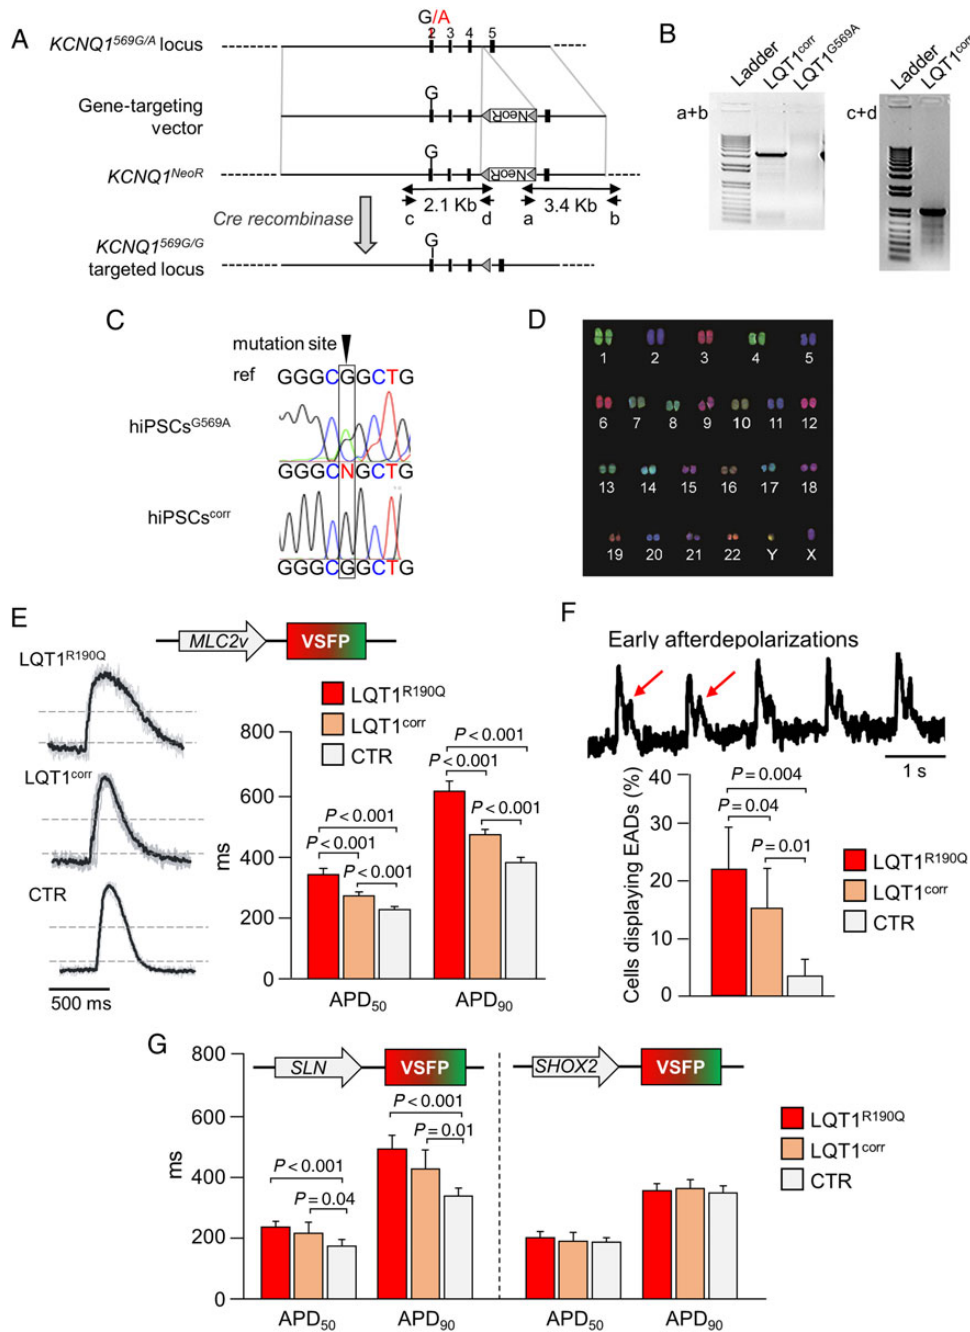 A
G/A
2 3 4 5
KCNQ1569G/A locus
Gene-targeting
vector
G
NeoR
KCNQ1NeoR
G
NeoR
2.1 Kb
3.4 Kb
c d a b
Cre recombinase
KCNQ1569G/G
targeted locus
G
B
Ladder
LQT1corr
LQT1G569A
a+b
Ladder
LQT1corr
c+d
C
mutation site
ref
GGGCGGCTG
hiPSCsG569A
GGGCNGCTG
hiPSCscorr
GGGCGGCTG
D
1 2 3 4 5
6 7 8 9 10 11 12
13 14 15 16 17 18
19 20 21 22 Y X
E
MLC2v VSFP
LQT1R190Q
LQT1corr
CTR
500 ms
LQT1R190Q
LQT1corr
CTR
800
600
400
200
0
ms
P < 0.001
P < 0.001
P < 0.001
P < 0.001
P < 0.001
P < 0.001
APD50 APD90
F
Early afterdepolarizations
1 s
Cells displaying EADs (%)
40
30
20
10
0
P = 0.004
P = 0.04
P = 0.01
LQT1R190Q
LQT1corr
CTR
G
800
600
400
200
0
ms
SLN VSFP
SHOX2 VSFP
P < 0.001
P = 0.04
P < 0.001
P = 0.01
LQT1R190Q
LQT1corr
CTR
APD50 APD90 APD50 APD90